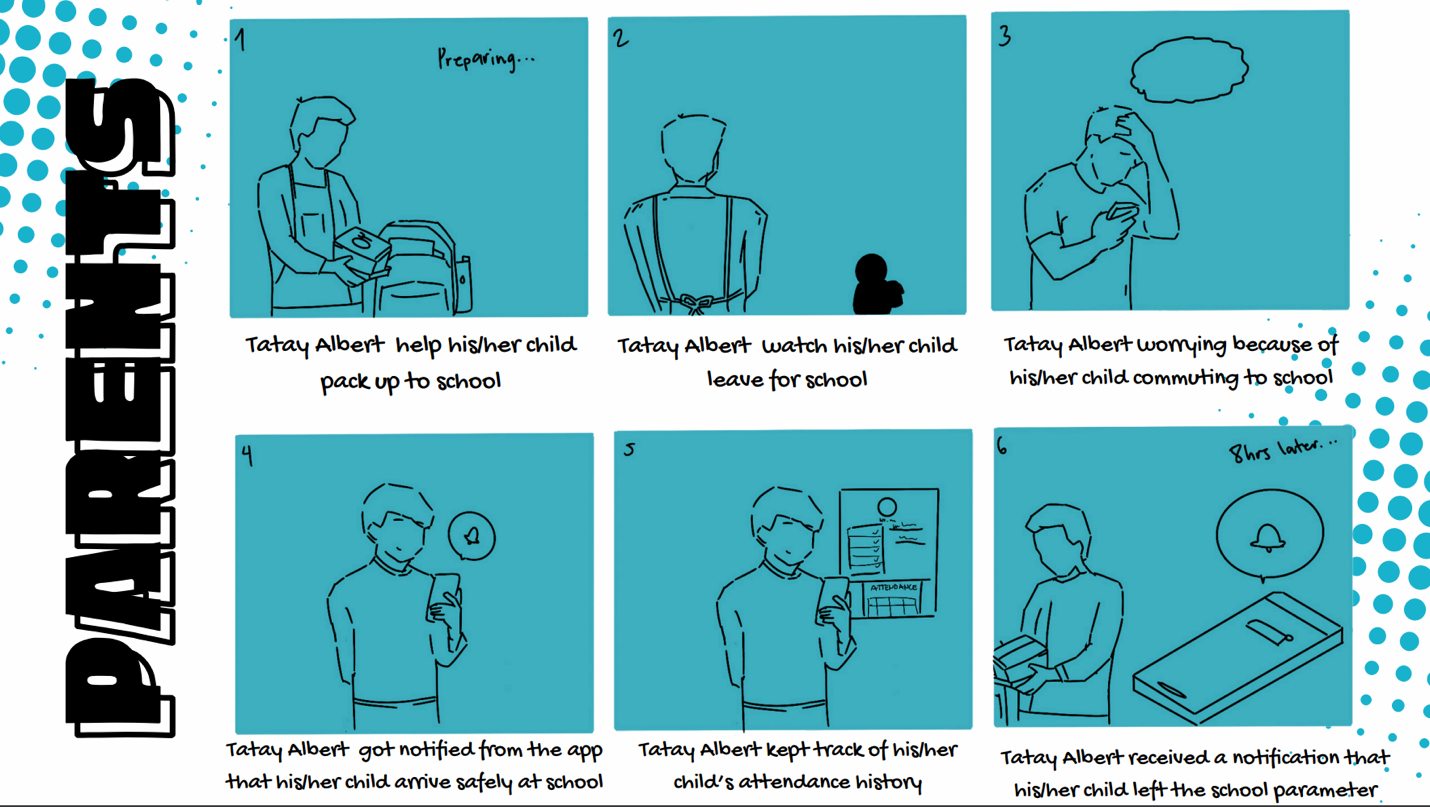 PARENTS
1
Preparing...
Tatay Albert help his/her child
pack up to school
2
Tatay Albert watch his/her child
leave for school
3
Tatay Albert worrying because of
his/her child commuting to school
4
Tatay Albert got notified from the app
that his/her child arrive safely at school
5
ATTENDANCE
Tatay Albert kept track of his/her
child's attendance history
6
8hrs later...
Tatay Albert received a notification that
his/her child left the school parameter